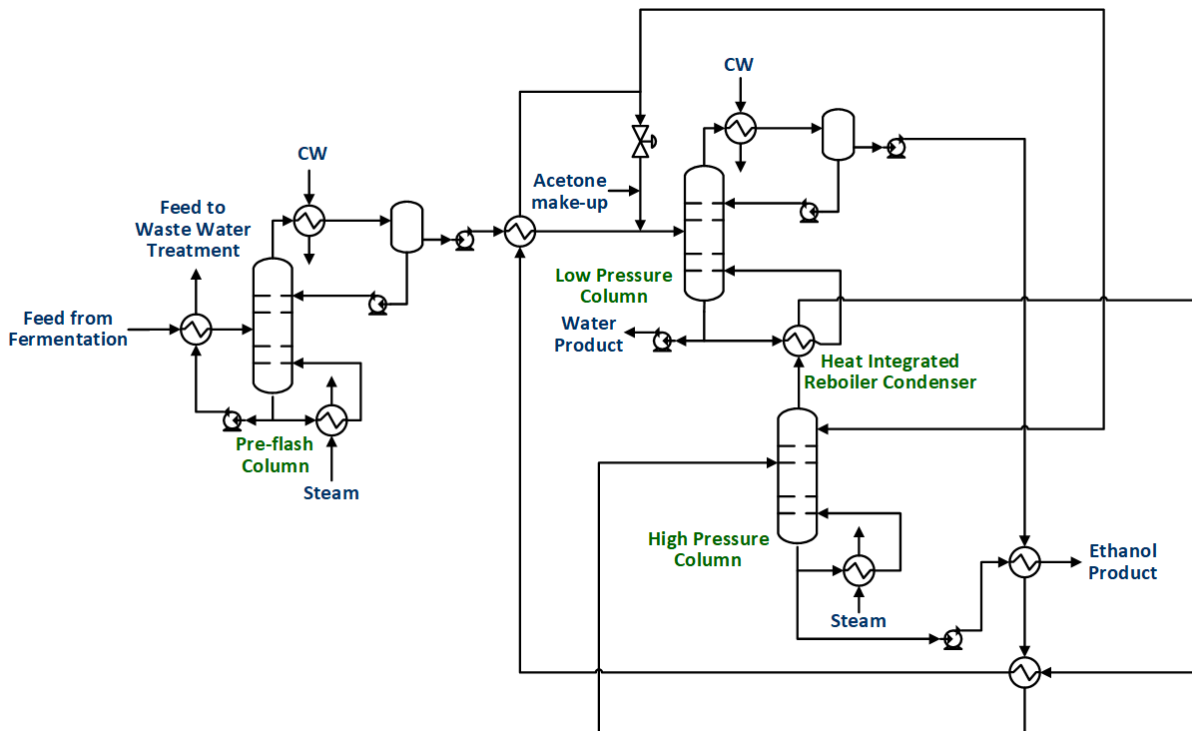 CW
CW
Feed to
Waste Water
Treatment
Acetone
make-up
Feed from
Fermentation
Low Pressure
Column
Water
Product
Heat Integrated
Reboiler Condenser
Pre-flash
Column
Steam
High Pressure
Column
Ethanol
Product
Steam